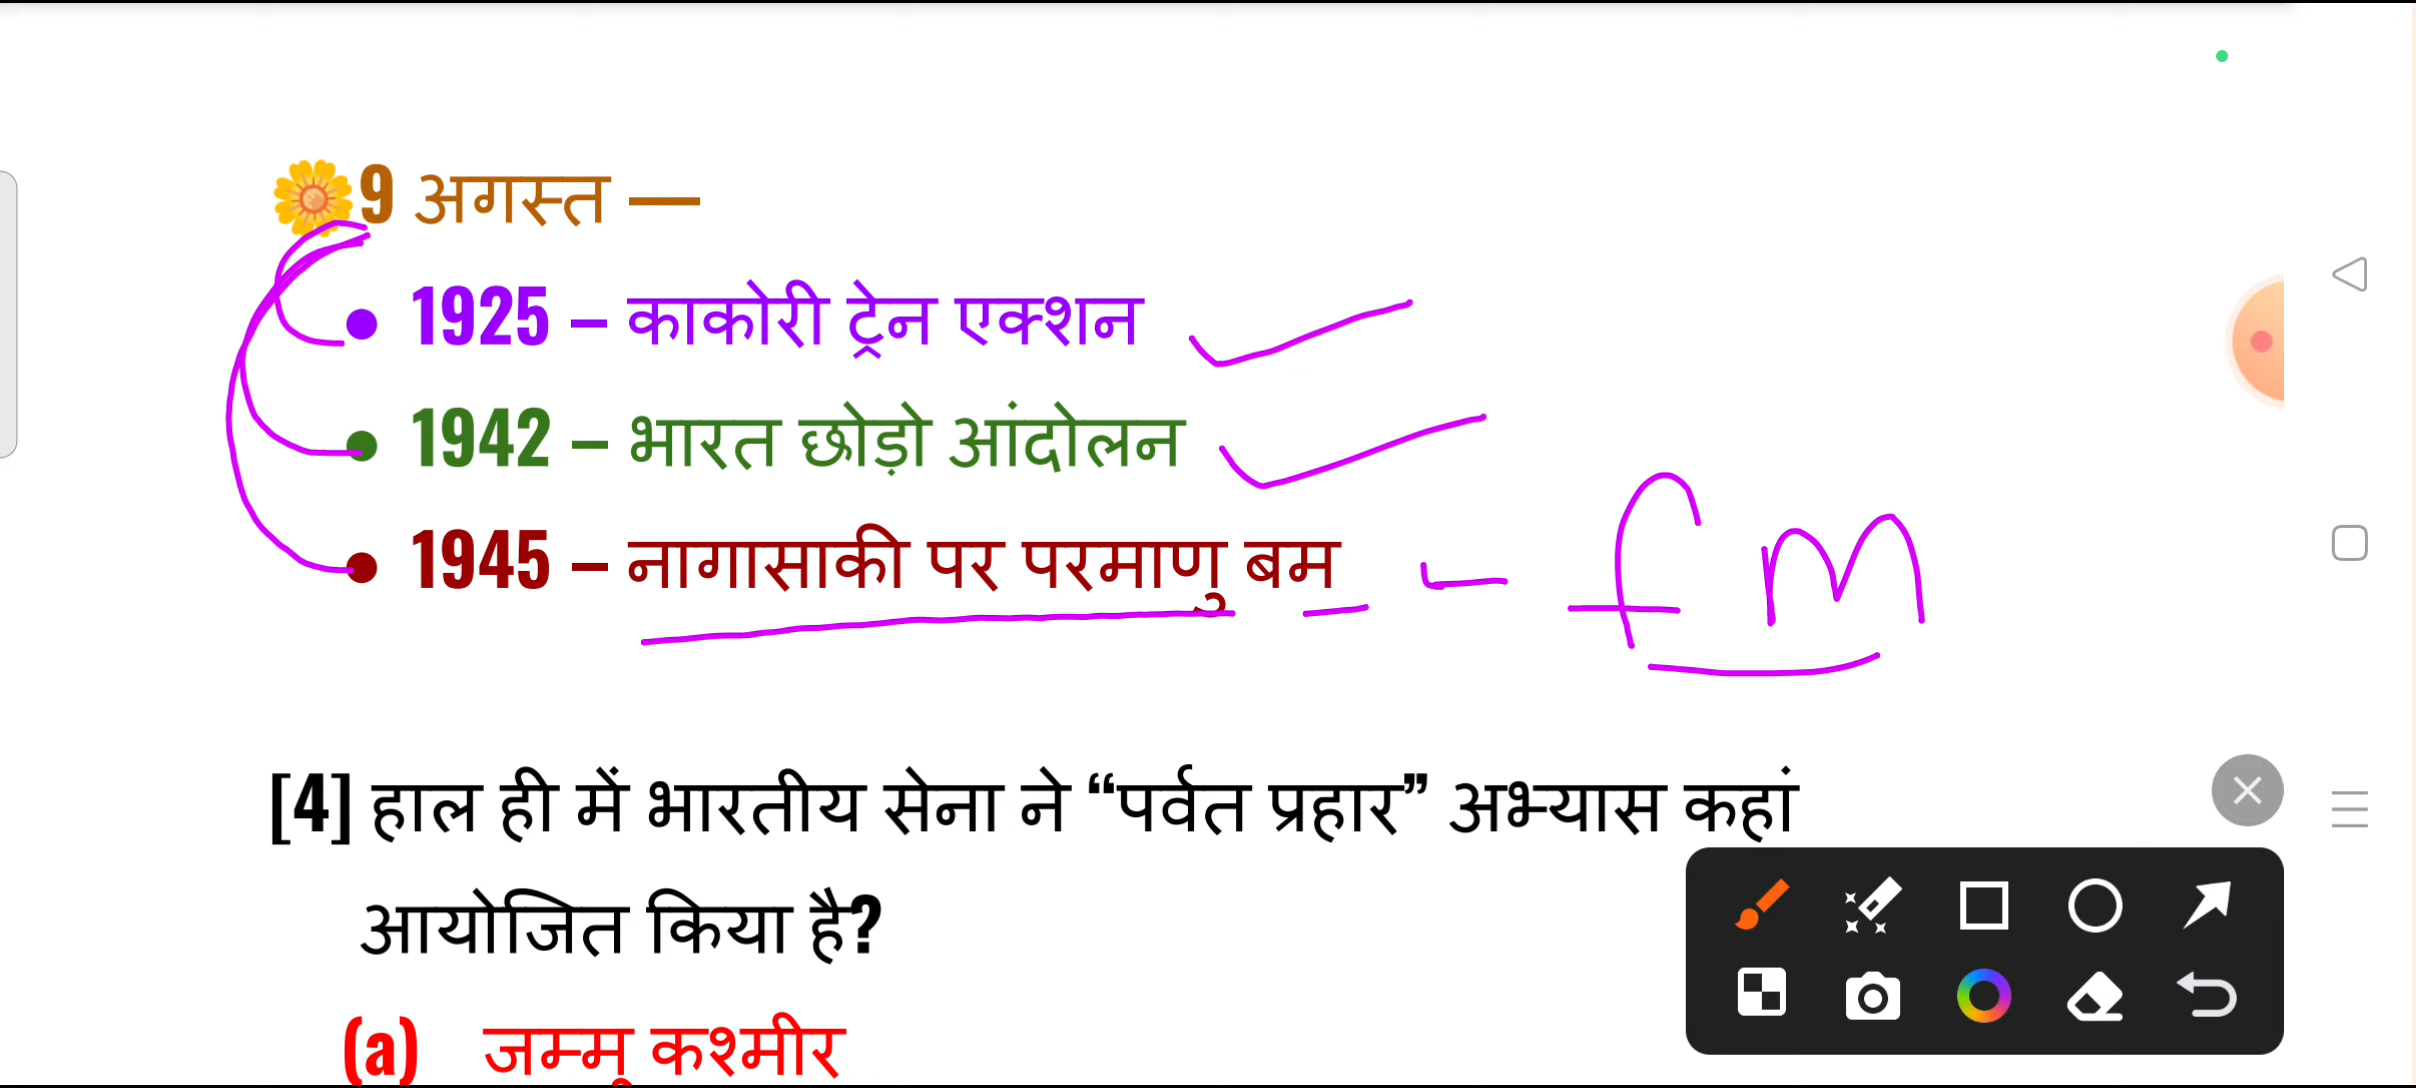 9 अगस्त —
• 1925 – काकोरी ट्रेन एक्शन
• 1942 – भारत छोड़ो आंदोलन
• 1945 – नागासाकी पर परमाणु बम – fm
[4] हाल ही में भारतीय सेना ने “पर्वत प्रहार” अभ्यास कहां
आयोजित किया है?
(a) जम्मू कश्मीर